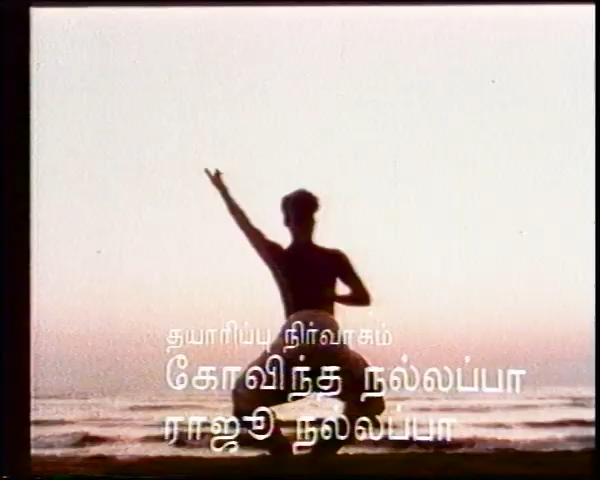 தயாரிப்பு நிர்வாகம்
கோவிந்த நல்லப்பா
ராஜூ நல்லப்பா